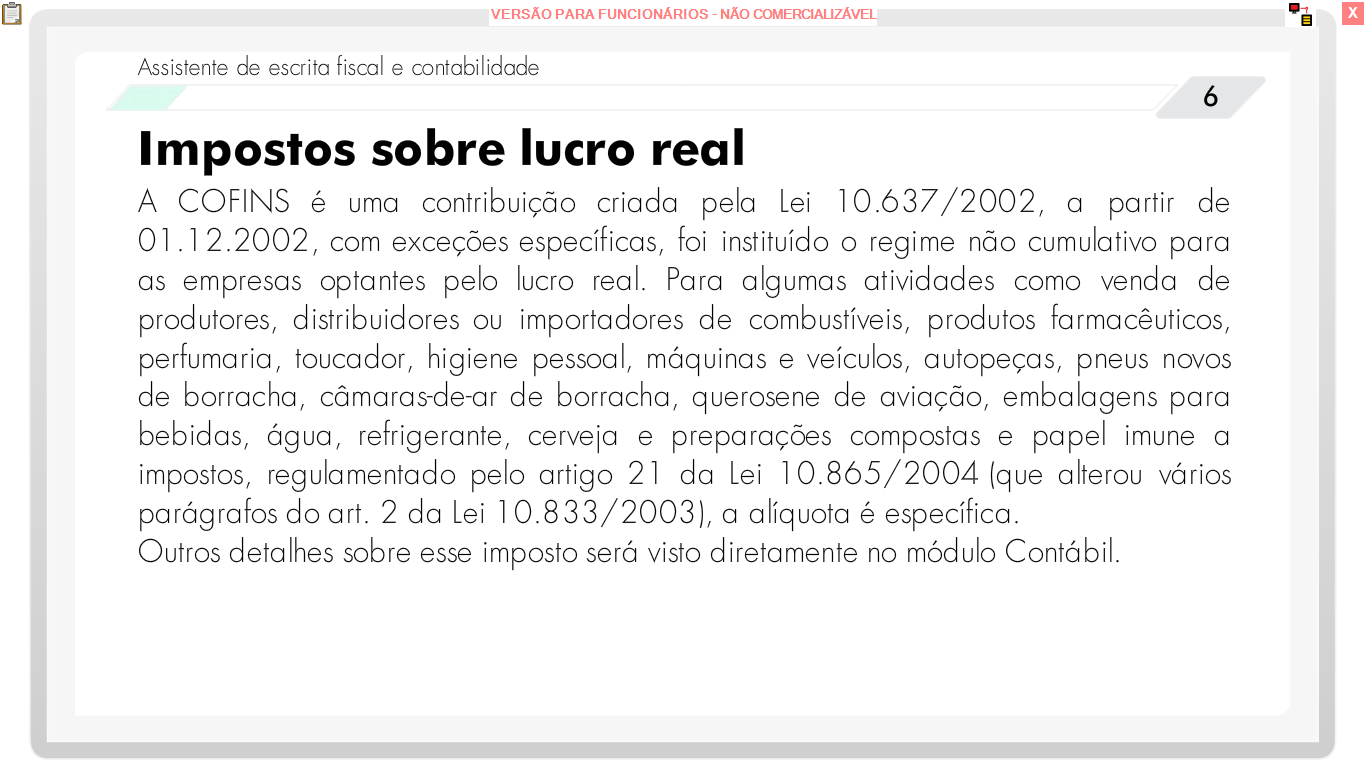 VERSÃO PARA FUNCIONÁRIOS - NÃO COMERCIALIZÁVEL
X
Assistente de escrita fiscal e contabilidade
6
Impostos sobre lucro real
A COFINS é uma contribuição criada pela Lei 10.637/2002, a partir de
01.12.2002, com exceções específicas, foi instituído o regime não cumulativo para
as empresas optantes pelo lucro real. Para algumas atividades como venda de
produtores, distribuidores ou importadores de combustíveis, produtos farmacêuticos,
perfumaria, toucador, higiene pessoal, máquinas e veículos, autopeças, pneus novos
de borracha, câmaras-de-ar de borracha, querosene de aviação, embalagens para
bebidas, água, refrigerante, cerveja e preparações compostas e papel imune a
impostos, regulamentado pelo artigo 21 da Lei 10.865/2004 (que alterou vários
parágrafos do art. 2 da Lei 10.833/2003), a alíquota é específica.
Outros detalhes sobre esse imposto será visto diretamente no módulo Contábil.